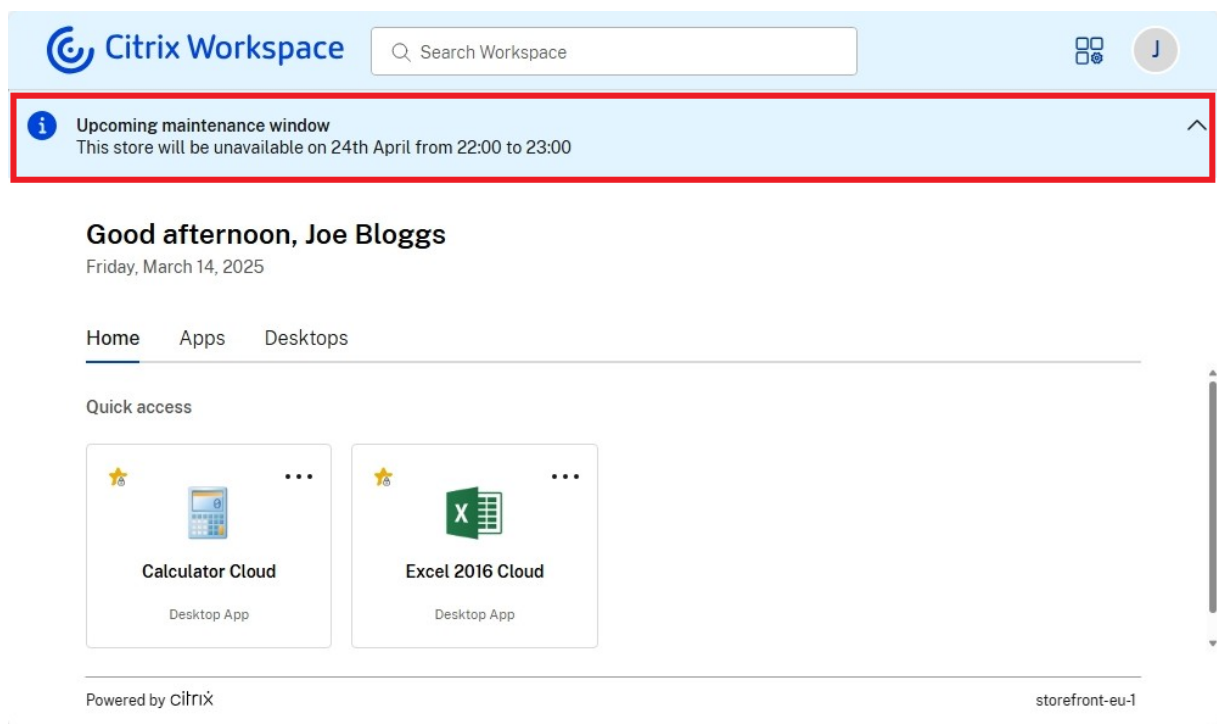 Citrix Workspace
Search Workspace
J
Upcoming maintenance window
This store will be unavailable on 24th April from 22:00 to 23:00
Good afternoon, Joe Bloggs
Friday, March 14, 2025
Home Apps Desktops
Quick access
Calculator Cloud
Desktop App
Excel 2016 Cloud
Desktop App
Powered by citrix
storefront-eu-1